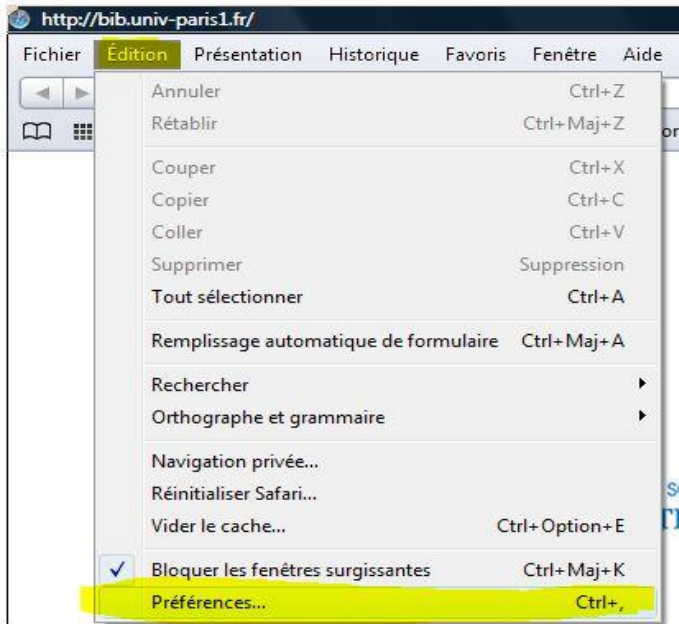 http://bib.univ-paris1.fr/
Fichier Édition Présentation Historique Favoris Fenêtre Aide
Annuler Ctrl+Z
Rétablir Ctrl+Maj+Z
Couper Ctrl+X
Copier Ctrl+C
Coller Ctrl+V
Supprimer Suppression
Tout sélectionner Ctrl+A
Remplissage automatique de formulaire Ctrl+Maj+A
Rechercher
Orthographe et grammaire
Navigation privée...
Réinitialiser Safari...
Vider le cache... Ctrl+Option+E
Bloquer les fenêtres surgissantes Ctrl+Maj+K
Préférences... Ctrl+,